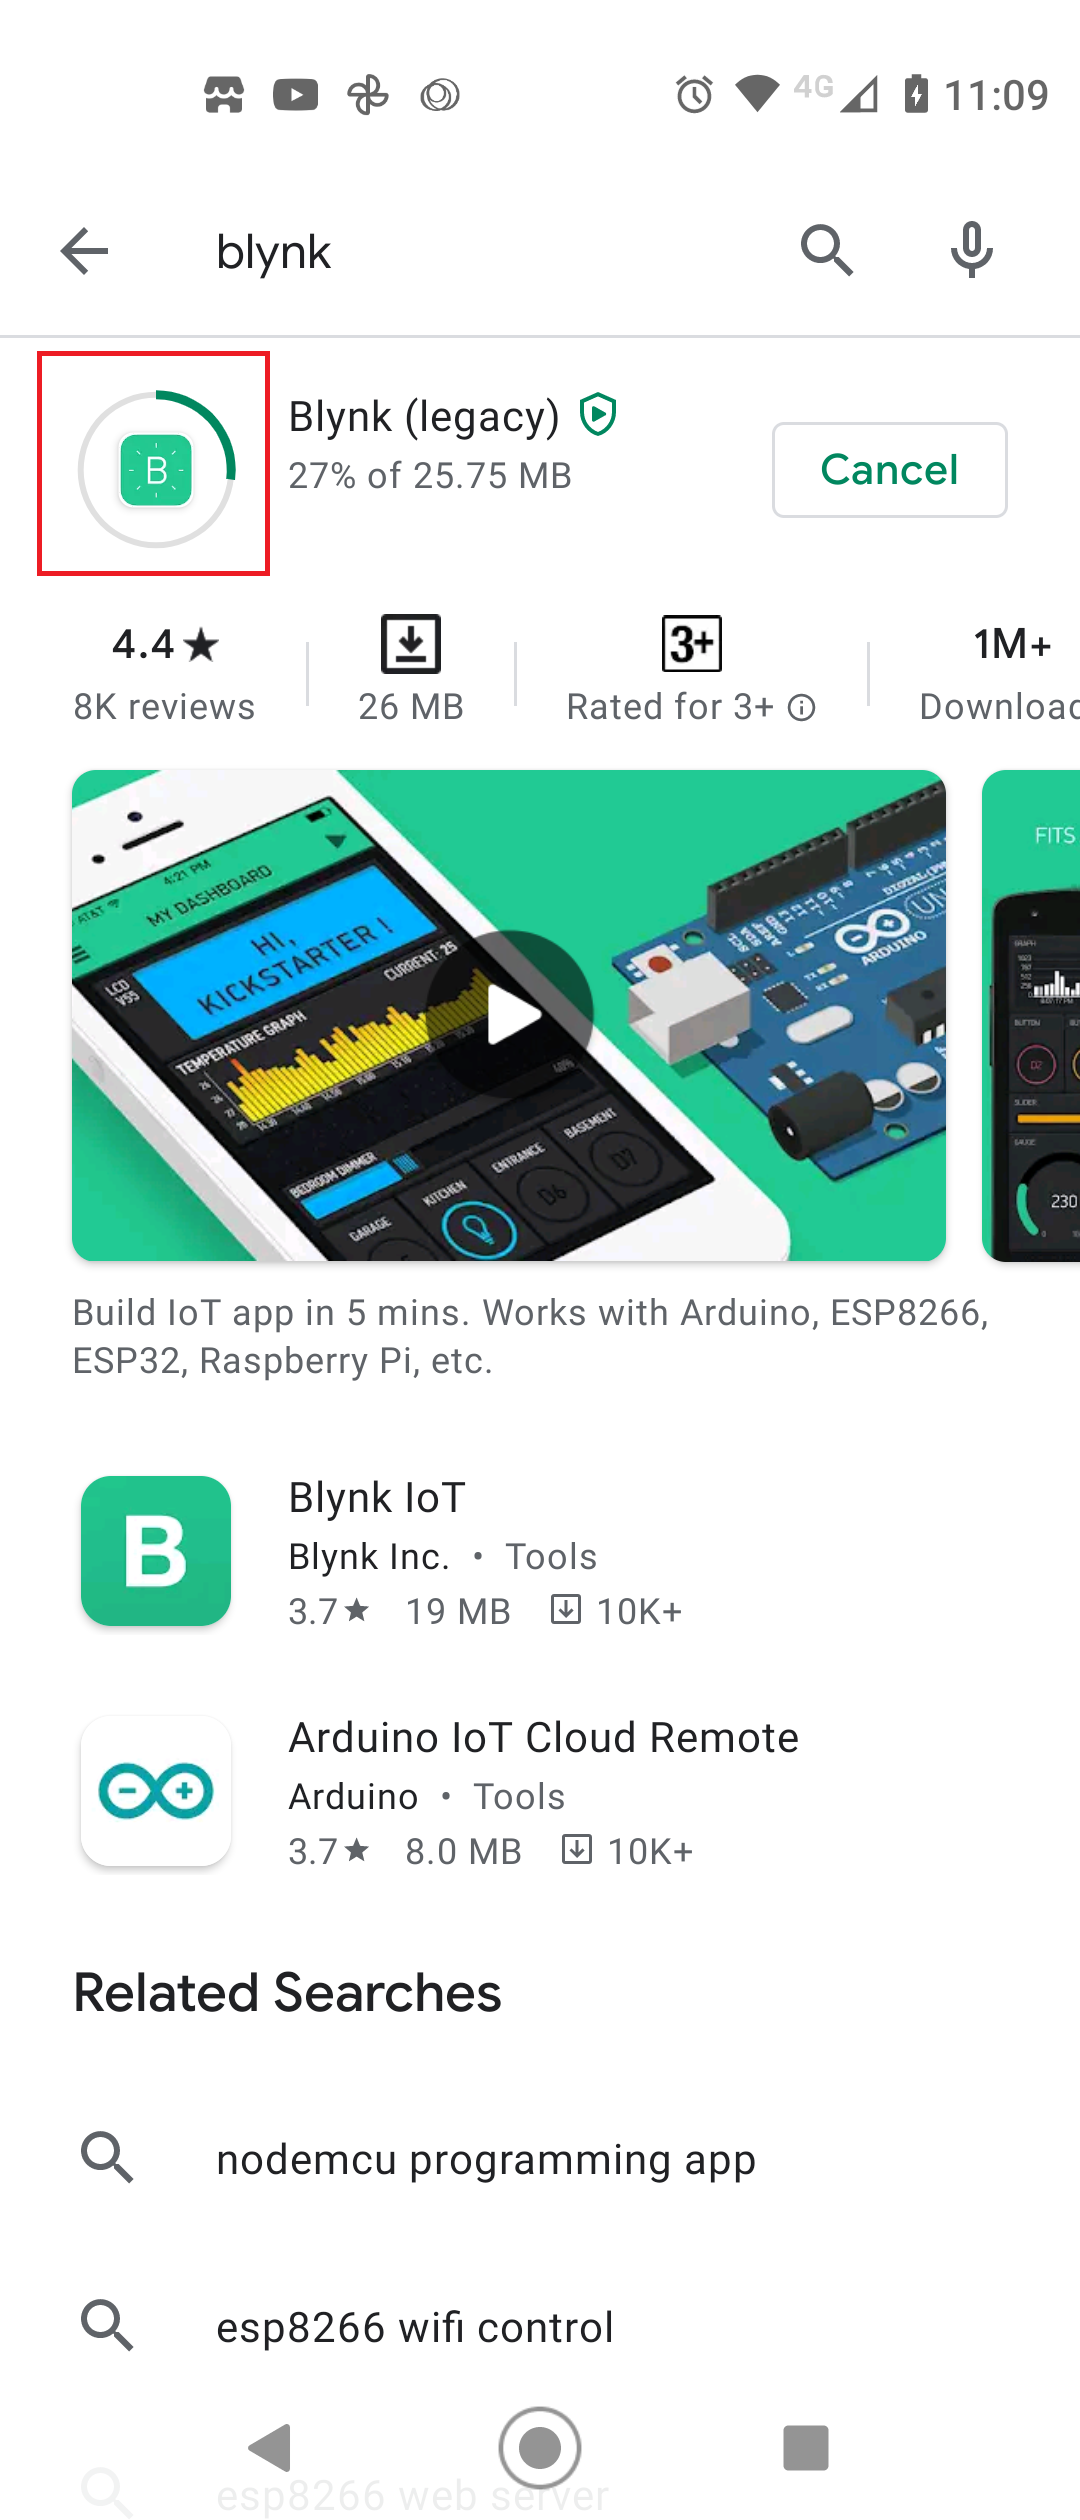 4G 11:09
blynk
B
Blynk (legacy)
27% of 25.75 MB
Cancel
4.4★
8K reviews
26 MB
3+
Rated for 3+
1M+
Download
4:21 PM
AT&T
MY DASHBOARD
LCD
V55
HI,
KICKSTARTER !
TEMPERATURE GRAPH
CURRENT: 25
BEDROOM DIMMER
GARAGE
KITCHEN
ENTRANCE
BASEMENT
D6
D7
ARDUINO
FITS
BUTTON
SLIDER
GAUGE
230
Build IoT app in 5 mins. Works with Arduino, ESP8266,
ESP32, Raspberry Pi, etc.
B
Blynk IoT
Blynk Inc. • Tools
3.7★ 19 MB 10K+
Arduino IoT Cloud Remote
Arduino • Tools
3.7★ 8.0 MB 10K+
Related Searches
nodemcu programming app
esp8266 wifi control
esp8266 web server